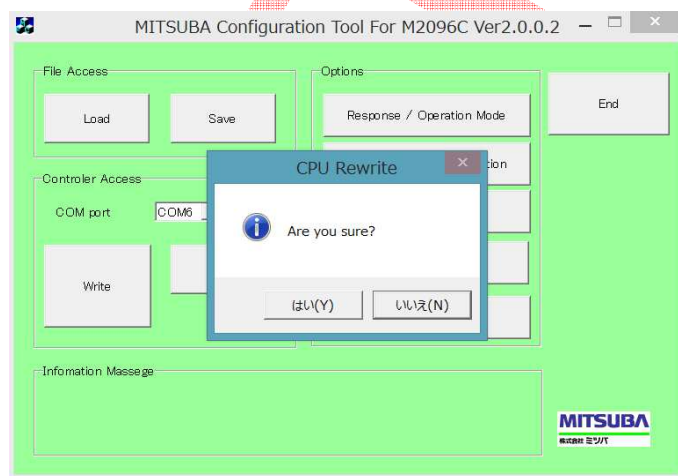 MITSUBA Configuration Tool For M2096C Ver2.0.0.2
File Access
Load
Save
Options
Response / Operation Mode
End
Controler Access
COM port
COM6
Write
CPU Rewrite
Are you sure?
はい(Y)
いいえ(N)
Infomation Massege
MITSUBA
株式会社 ミツバ